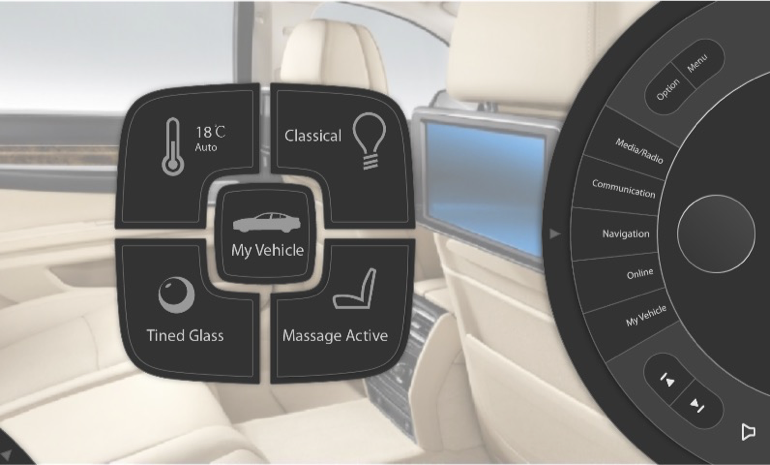 18℃
Auto
Classical
My Vehicle
Tined Glass
Massage Active
Option
Menu
Media/Radio
Communication
Navigation
Online
My Vehicle